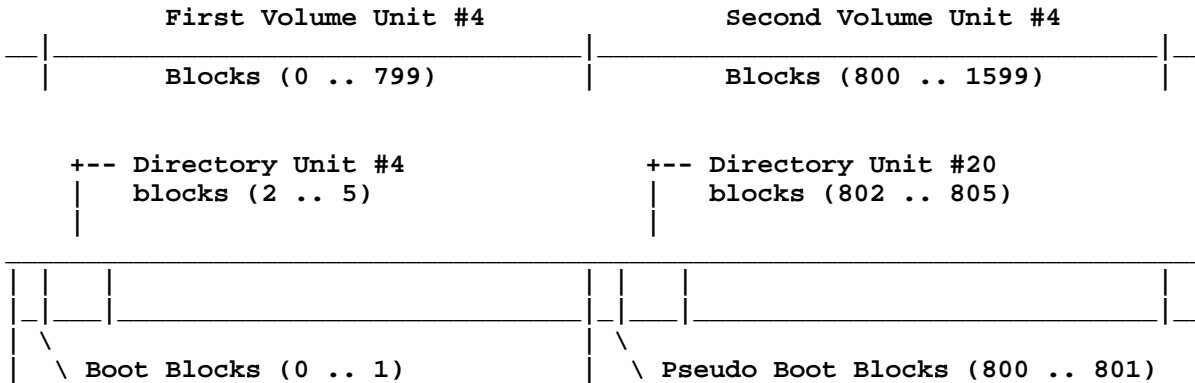 First Volume Unit #4 Second Volume Unit #4
Blocks (0 .. 799) Blocks (800 .. 1599)
+-- Directory Unit #4 +-- Directory Unit #20
blocks (2 .. 5) blocks (802 .. 805)
\ Boot Blocks (0 .. 1) \ Pseudo Boot Blocks (800 .. 801)